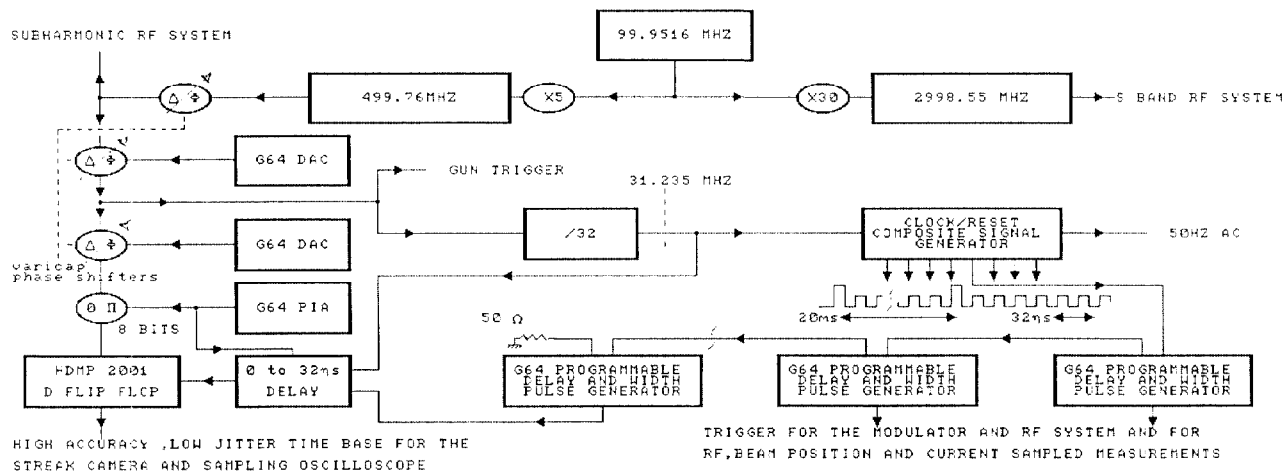 SUBHARMONIC RF SYSTEM
99.9516 MHZ
Δ Φ
499.76MHZ
X5
X30
2998.55 MHZ
S BAND RF SYSTEM
Δ Φ
G64 DAC
GUN TRIGGER
31.235 MHZ
Δ Φ
G64 DAC
/32
CLOCK/RESET
COMPOSITE SIGNAL
GENERATOR
50HZ AC
varicap
phase shifters
0 Π
G64 PIA
8 BITS
50 Ω
20ms
32ηs
HDMP 2001
D FLIP FLCP
0 to 32ηs
DELAY
G64 PROGRAMMABLE
DELAY AND WIDTH
PULSE GENERATOR
G64 PROGRAMMABLE
DELAY AND WIDTH
PULSE GENERATOR
G64 PROGRAMMABLE
DELAY AND WIDTH
PULSE GENERATOR
HIGH ACCURACY ,LOW JITTER TIME BASE FOR THE
STREAK CAMERA AND SAMPLING OSCILLOSCOPE
TRIGGER FOR THE MODULATOR AND RF SYSTEM AND FOR
RF,BEAM POSITION AND CURRENT SAMPLED MEASUREMENTS